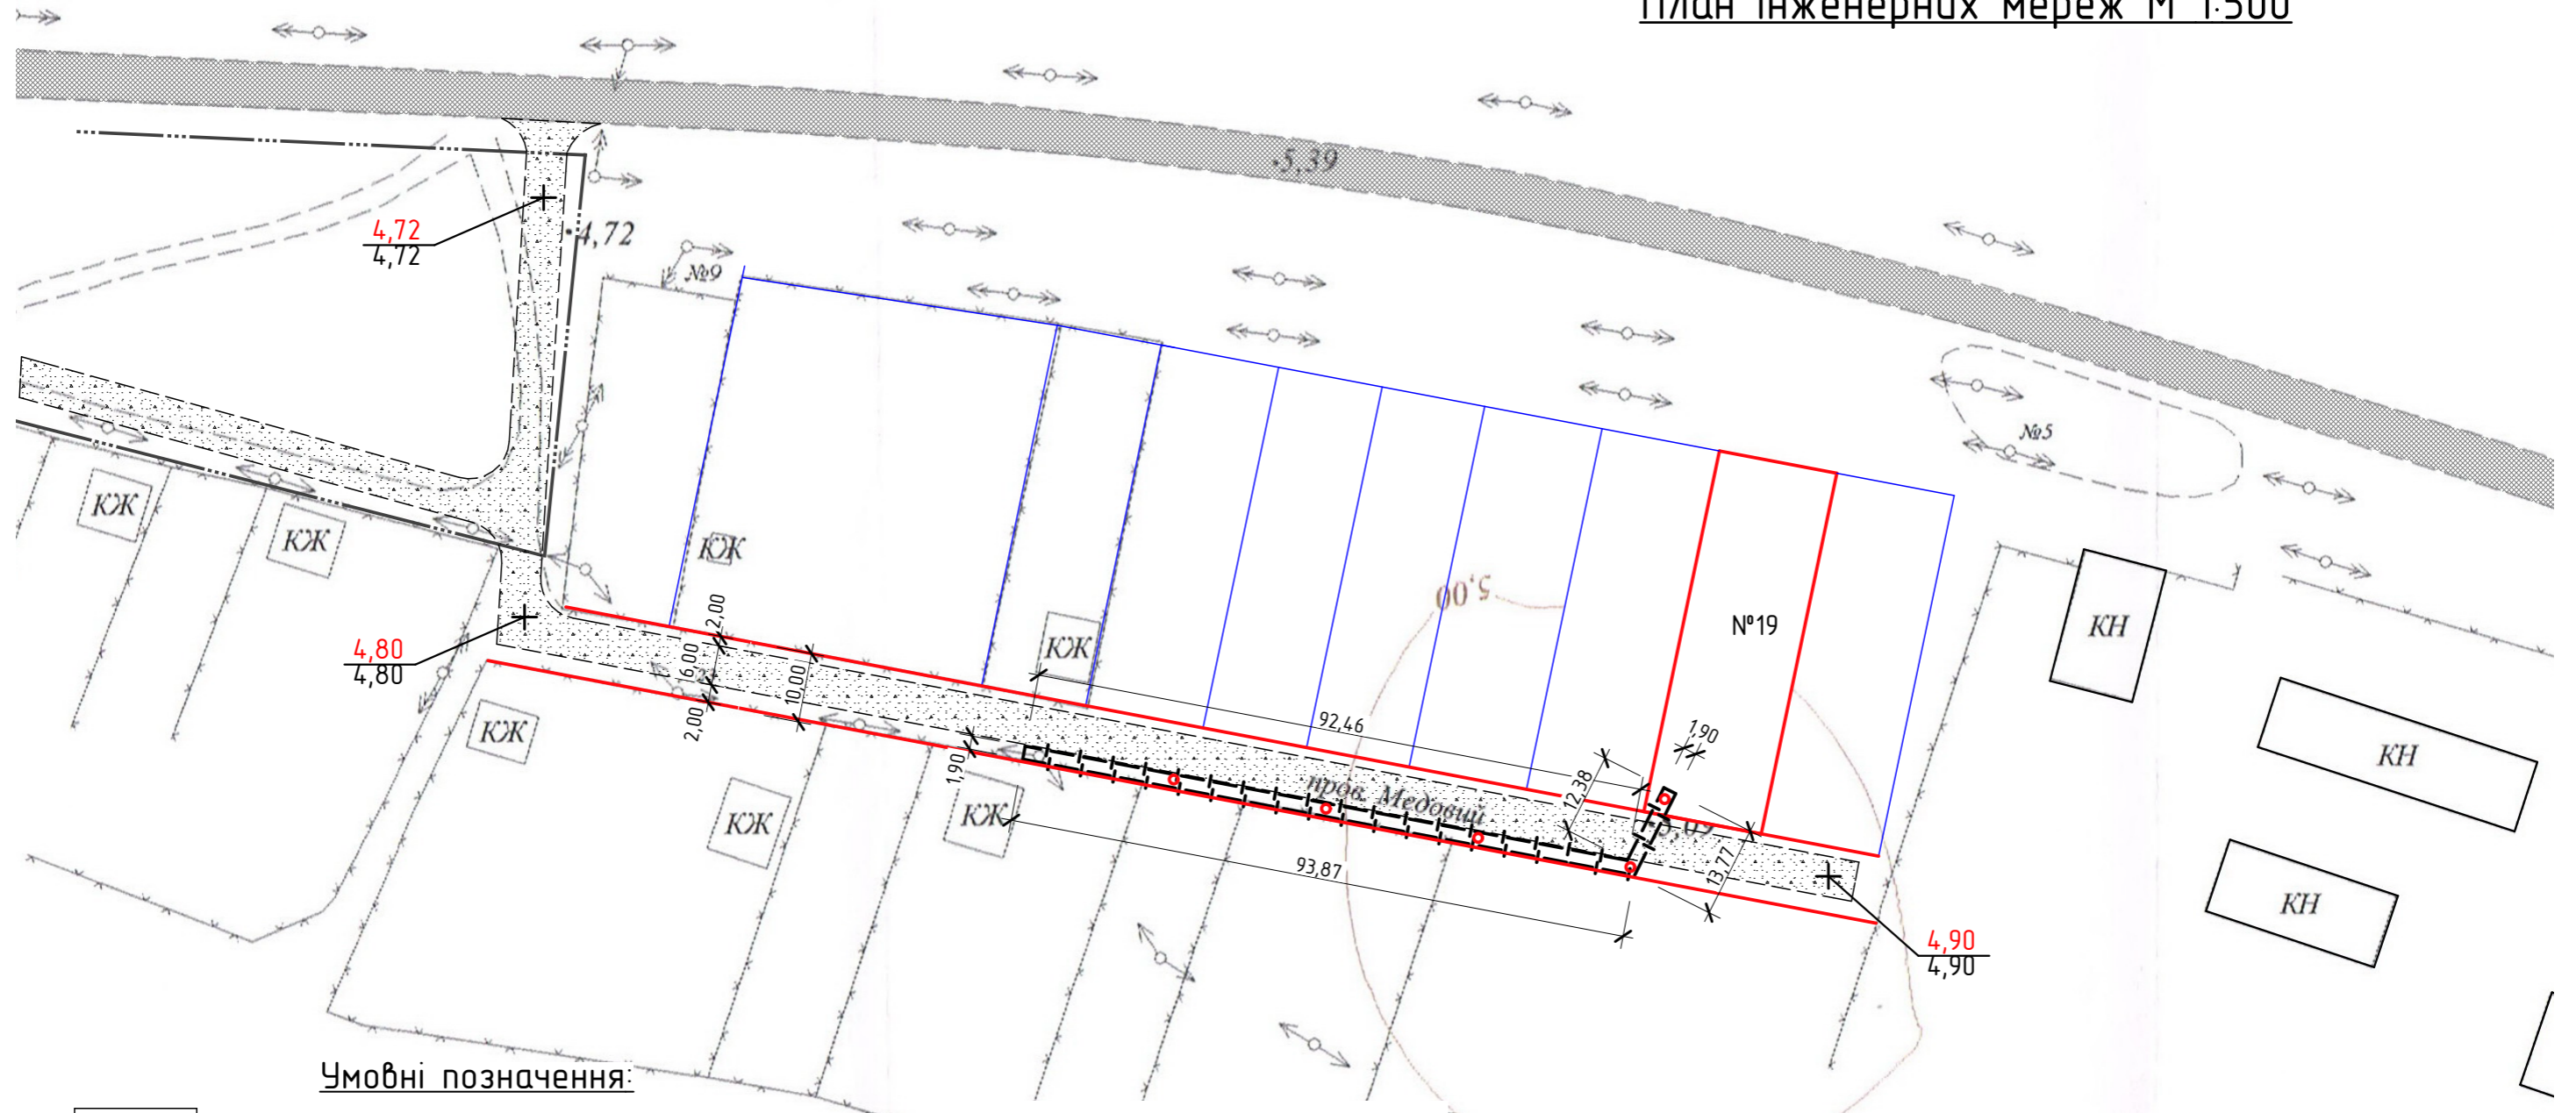 План інженерних мереж М 1:500
5,39
4,72
4,72
4,72
№9
№5
КЖ
КЖ
КЖ
5,00
№19
КН
2,00
4,80
4,80
6,00
10,00
КЖ
2,00
КЖ
92,46
1,90
КН
1,90
12,38
пров. Медовий
КЖ
КЖ
93,87
13,77
КН
4,90
4,90
Умовні позначення: